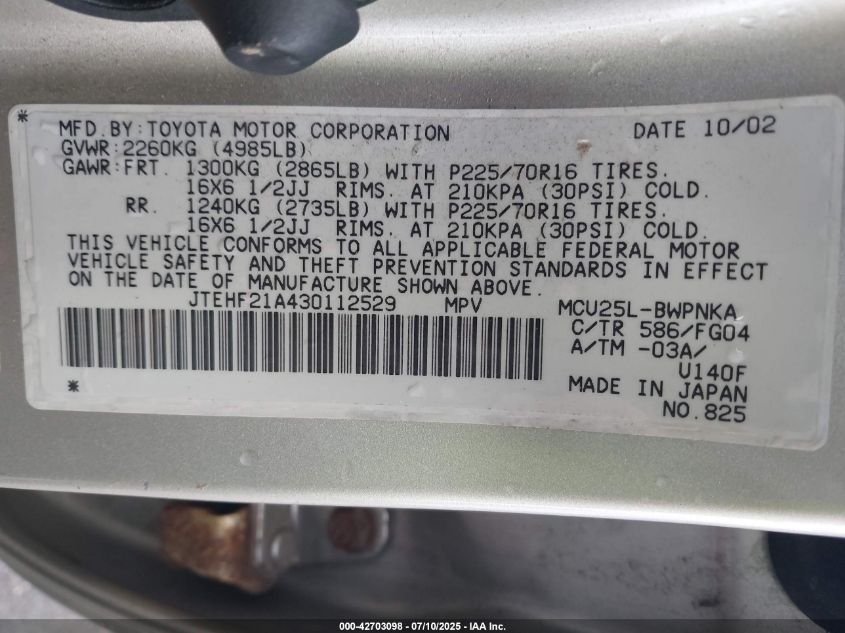 * MFD.BY:TOYOTA MOTOR CORPORATION DATE 10/02
GVWR:2260KG (4985LB)
GAWR:FRT. 1300KG (2865LB) WITH P225/70R16 TIRES.
16X6 1/2JJ RIMS. AT 210KPA (30PSI) COLD.
RR. 1240KG (2735LB) WITH P225/70R16 TIRES.
16X6 1/2JJ RIMS. AT 210KPA (30PSI) COLD.
THIS VEHICLE CONFORMS TO ALL APPLICABLE FEDERAL MOTOR
VEHICLE SAFETY AND THEFT PREVENTION STANDARDS IN EFFECT
ON THE DATE OF MANUFACTURE SHOWN ABOVE.
JTEHF21A430112529 MPV MCU25L-BWPNKA
C/TR 586/FG04
A/TM -03A/
U140F
* MADE IN JAPAN
NO.825
000-42703098 - 07/10/2025 - IAA Inc.